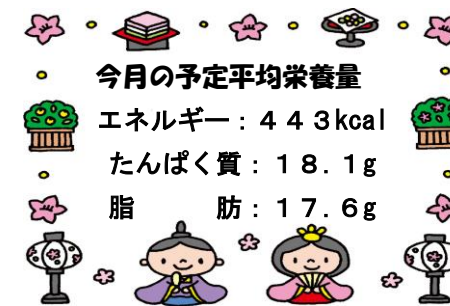 今月の予定平均栄養量
エネルギー：４４３kcal
たんぱく質：１８.１g
脂　　　肪：１７.６g